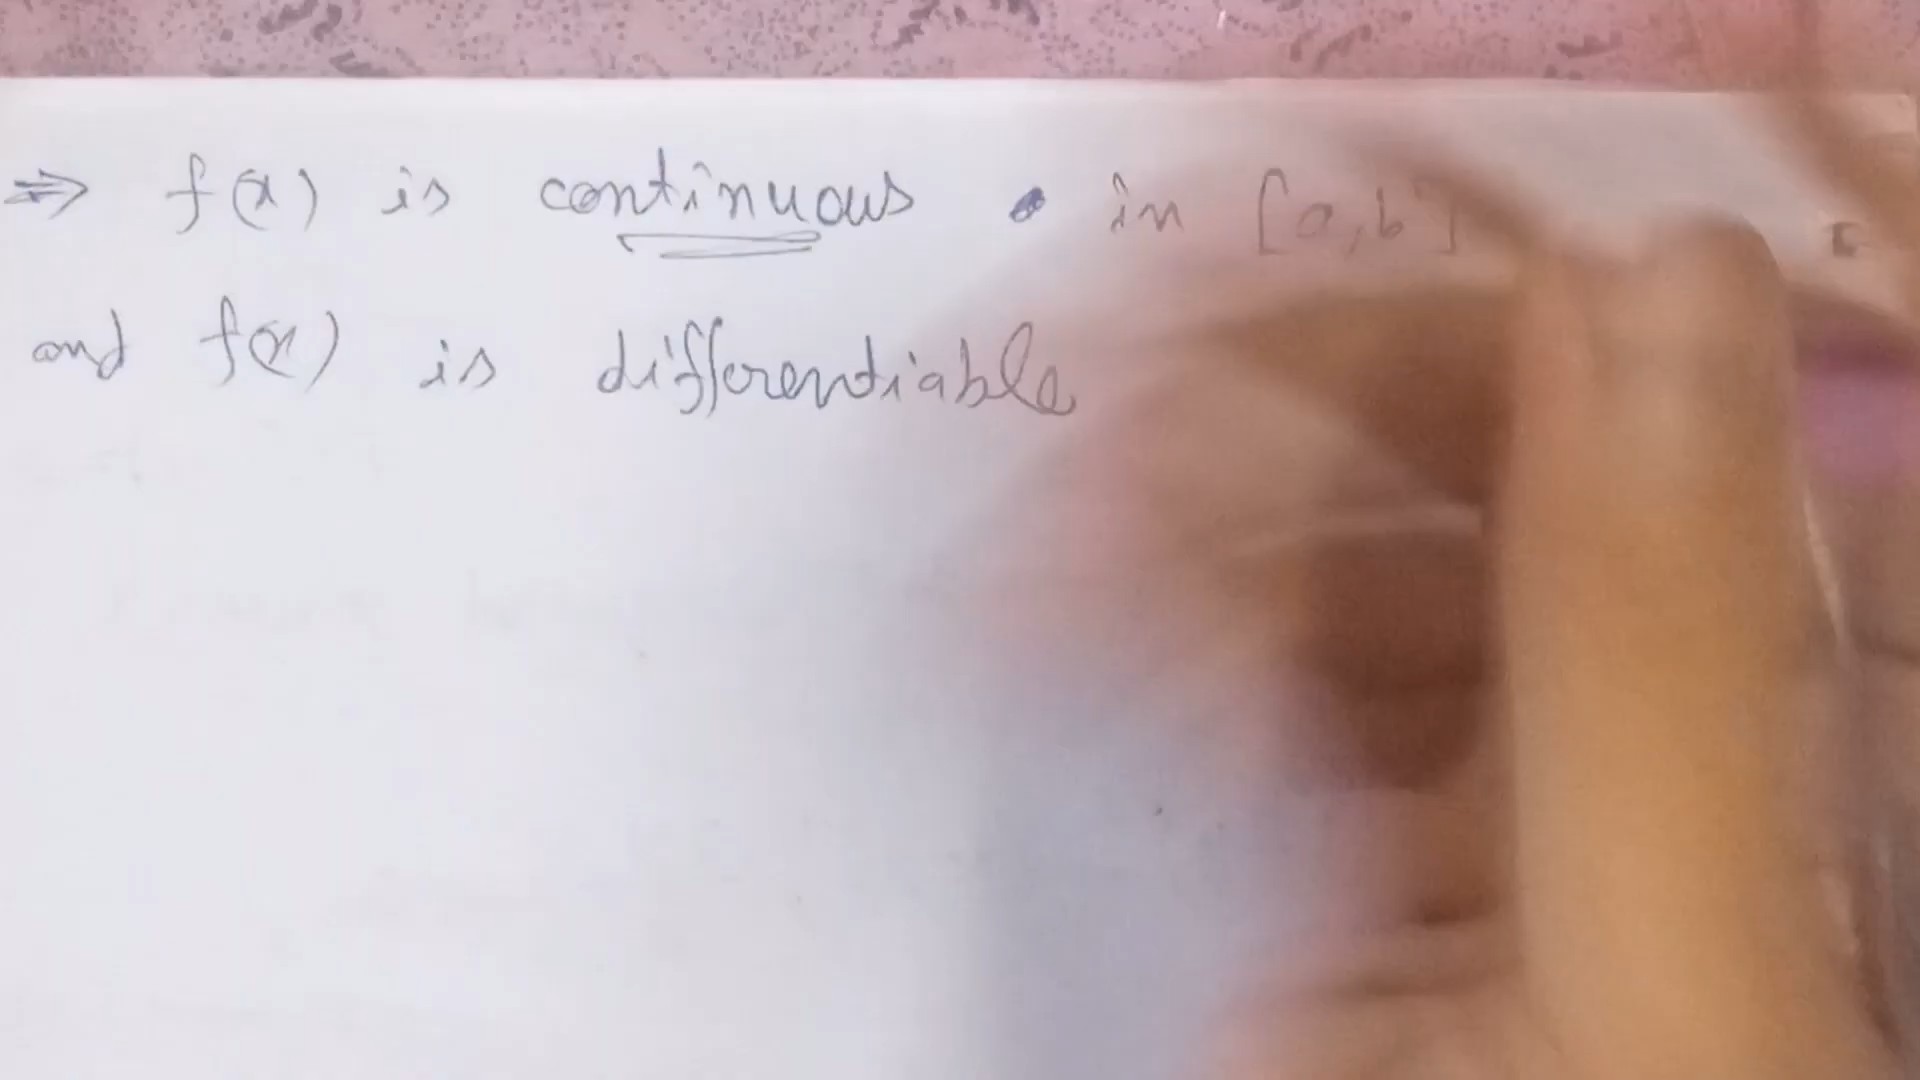 ⇒ f(x) is continuous in [a,b]
and f(x) is differentiable